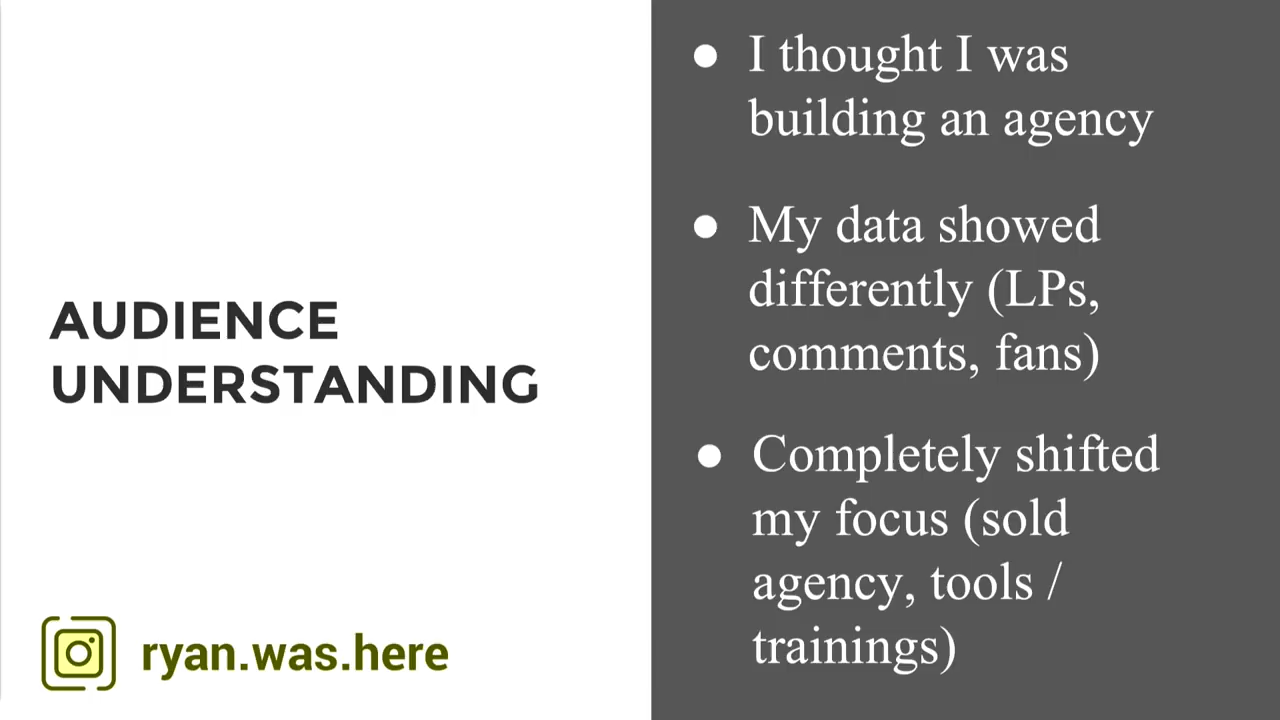 AUDIENCE
UNDERSTANDING
ryan.was.here
● I thought I was
building an agency
● My data showed
differently (LPs,
comments, fans)
● Completely shifted
my focus (sold
agency, tools /
trainings)